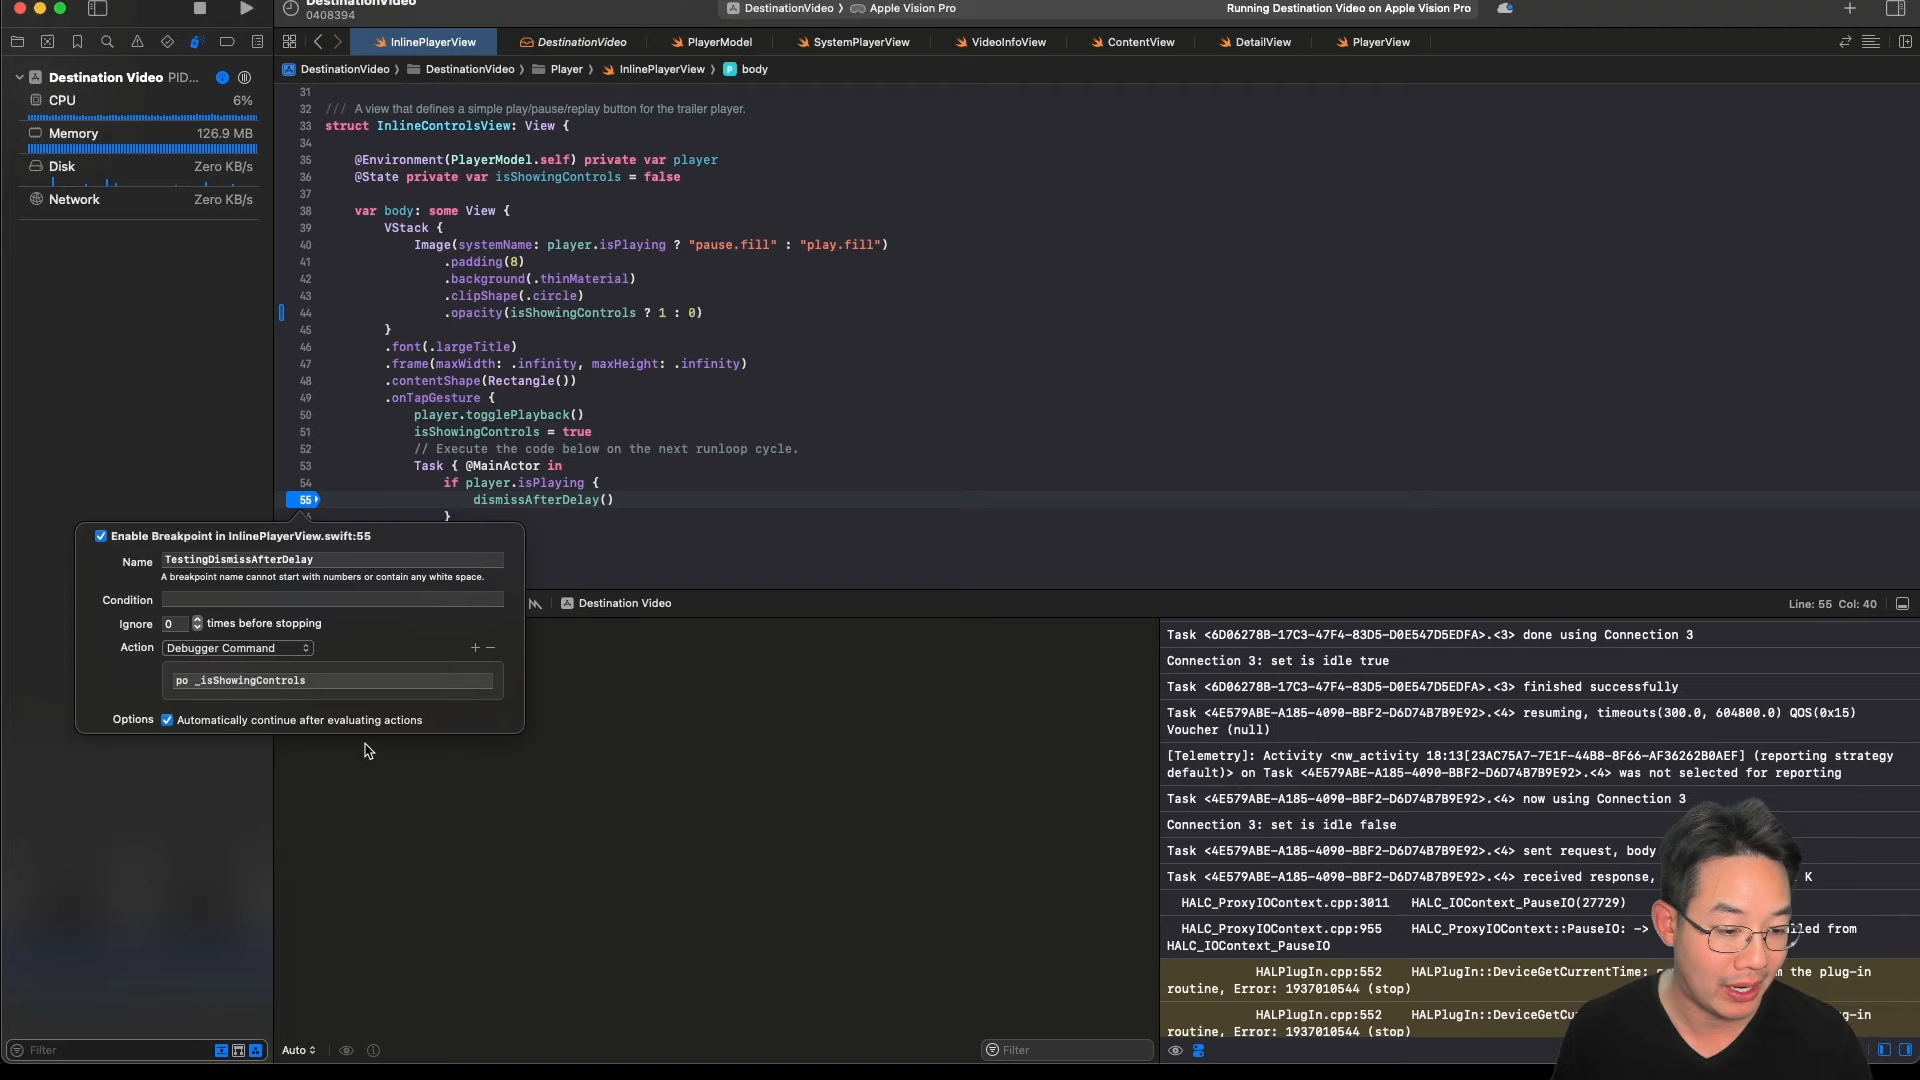 DestinationVideo
0408394
DestinationVideo
Apple Vision Pro
Running Destination Video on Apple Vision Pro
InlinePlayerView
DestinationVideo
PlayerModel
SystemPlayerView
VideoInfoView
ContentView
DetailView
PlayerView
DestinationVideo
DestinationVideo
Player
InlinePlayerView
body
Destination Video PID...
CPU 6%
Memory 126.9 MB
Disk Zero KB/s
Network Zero KB/s
31
32 /// A view that defines a simple play/pause/replay button for the trailer player.
33 struct InlineControlsView: View {
34
35 @Environment(PlayerModel.self) private var player
36 @State private var isShowingControls = false
37
38 var body: some View {
39 VStack {
40 Image(systemName: player.isPlaying ? "pause.fill" : "play.fill")
41 .padding(8)
42 .background(.thinMaterial)
43 .clipShape(.circle)
44 .opacity(isShowingControls ? 1 : 0)
45 }
46 .font(.largeTitle)
47 .frame(maxWidth: .infinity, maxHeight: .infinity)
48 .contentShape(Rectangle())
49 .onTapGesture {
50 player.togglePlayback()
51 isShowingControls = true
52 // Execute the code below on the next runloop cycle.
53 Task { @MainActor in
54 if player.isPlaying {
55 dismissAfterDelay()
}
Enable Breakpoint in InlinePlayerView.swift:55
Name TestingDismissAfterDelay
A breakpoint name cannot start with numbers or contain any white space.
Condition
Ignore 0 times before stopping
Action Debugger Command
po _isShowingControls
Options Automatically continue after evaluating actions
Destination Video
Line: 55 Col: 40
Task <6D06278B-17C3-47F4-83D5-D0E547D5EDFA>.<3> done using Connection 3
Connection 3: set is idle true
Task <6D06278B-17C3-47F4-83D5-D0E547D5EDFA>.<3> finished successfully
Task <4E579ABE-A185-4090-BBF2-D6D74B7B9E92>.<4> resuming, timeouts(300.0, 604800.0) QOS(0x15)
Voucher (null)
[Telemetry]: Activity <nw_activity 18:13[23AC75A7-7E1F-44B8-8F66-AF36262B0AEF] (reporting strategy
default)> on Task <4E579ABE-A185-4090-BBF2-D6D74B7B9E92>.<4> was not selected for reporting
Task <4E579ABE-A185-4090-BBF2-D6D74B7B9E92>.<4> now using Connection 3
Connection 3: set is idle false
Task <4E579ABE-A185-4090-BBF2-D6D74B7B9E92>.<4> sent request, body
Task <4E579ABE-A185-4090-BBF2-D6D74B7B9E92>.<4> received response, K
HALC_ProxyIOContext.cpp:3011 HALC_IOContext_PauseIO(27729)
HALC_ProxyIOContext.cpp:955 HALC_ProxyIOContext::PauseIO: -> lled from
HALC_IOContext_PauseIO
HALPlugIn.cpp:552 HALPlugIn::DeviceGetCurrentTime: m the plug-in
routine, Error: 1937010544 (stop)
HALPlugIn.cpp:552 HALPlugIn::DeviceGetCu -in
routine, Error: 1937010544 (stop)
Filter
Auto
Filter